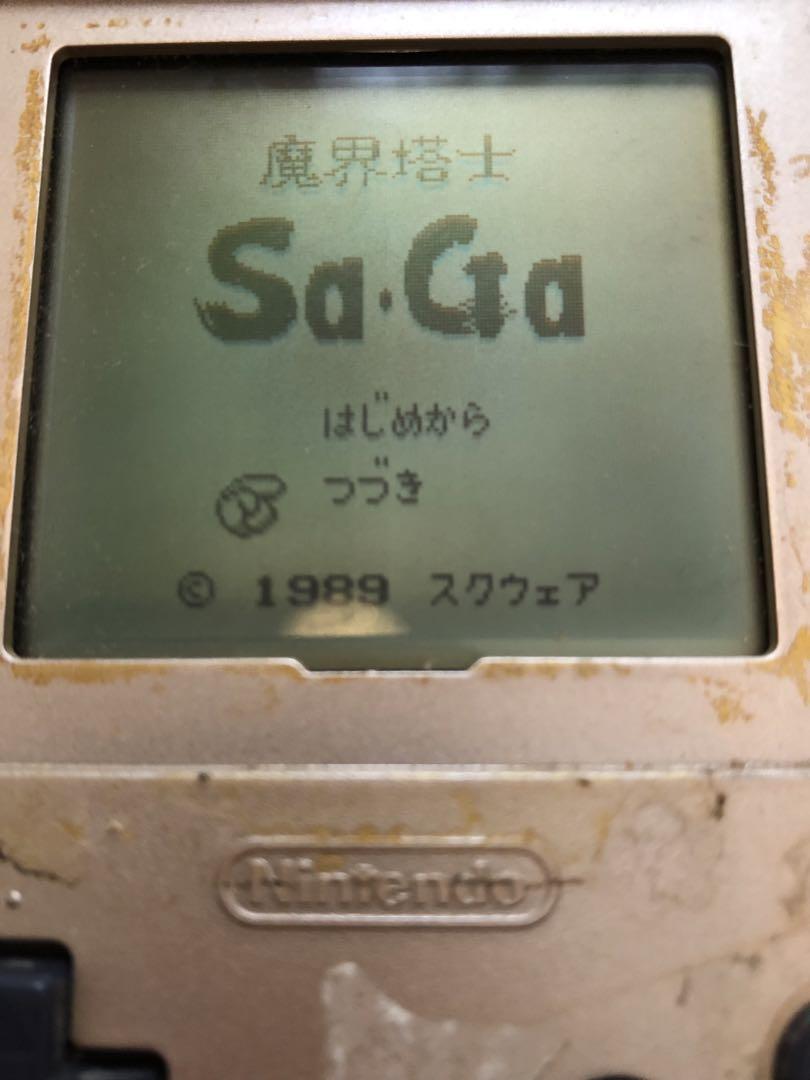 魔界塔士
Sa・Ga
はじめから
つづき
© 1989 スクウェア
Nintendo